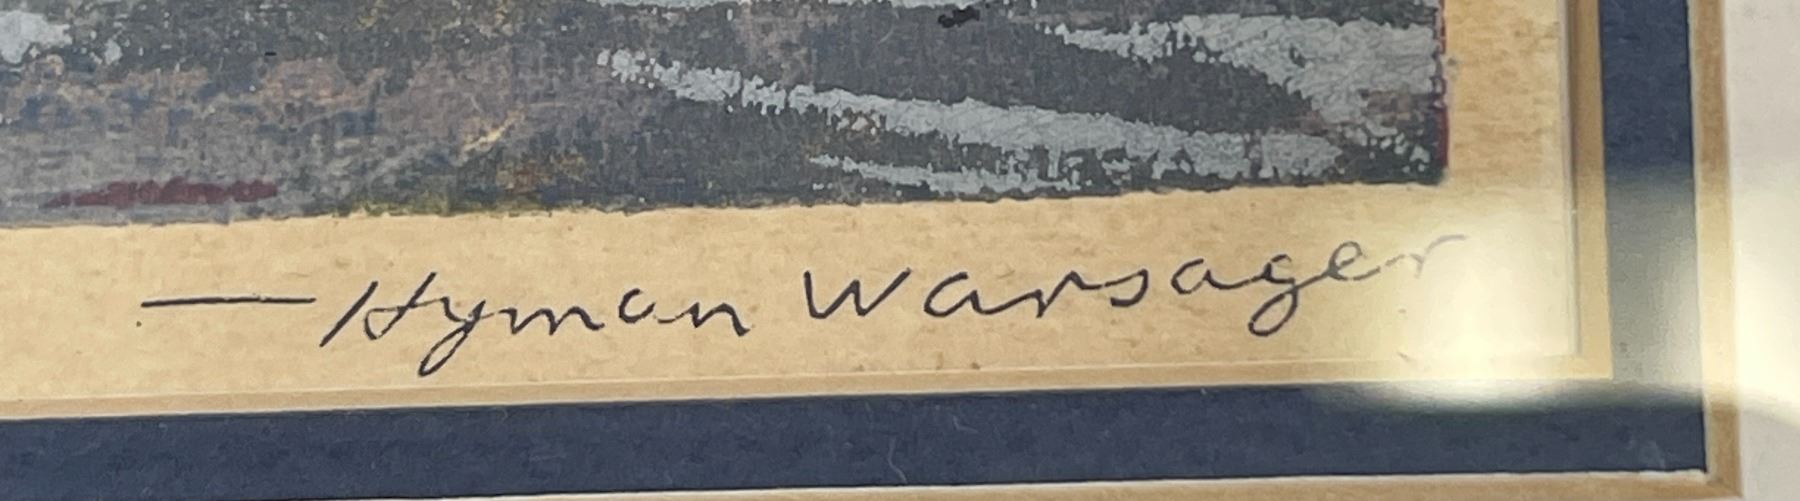 — Hyman Warsager